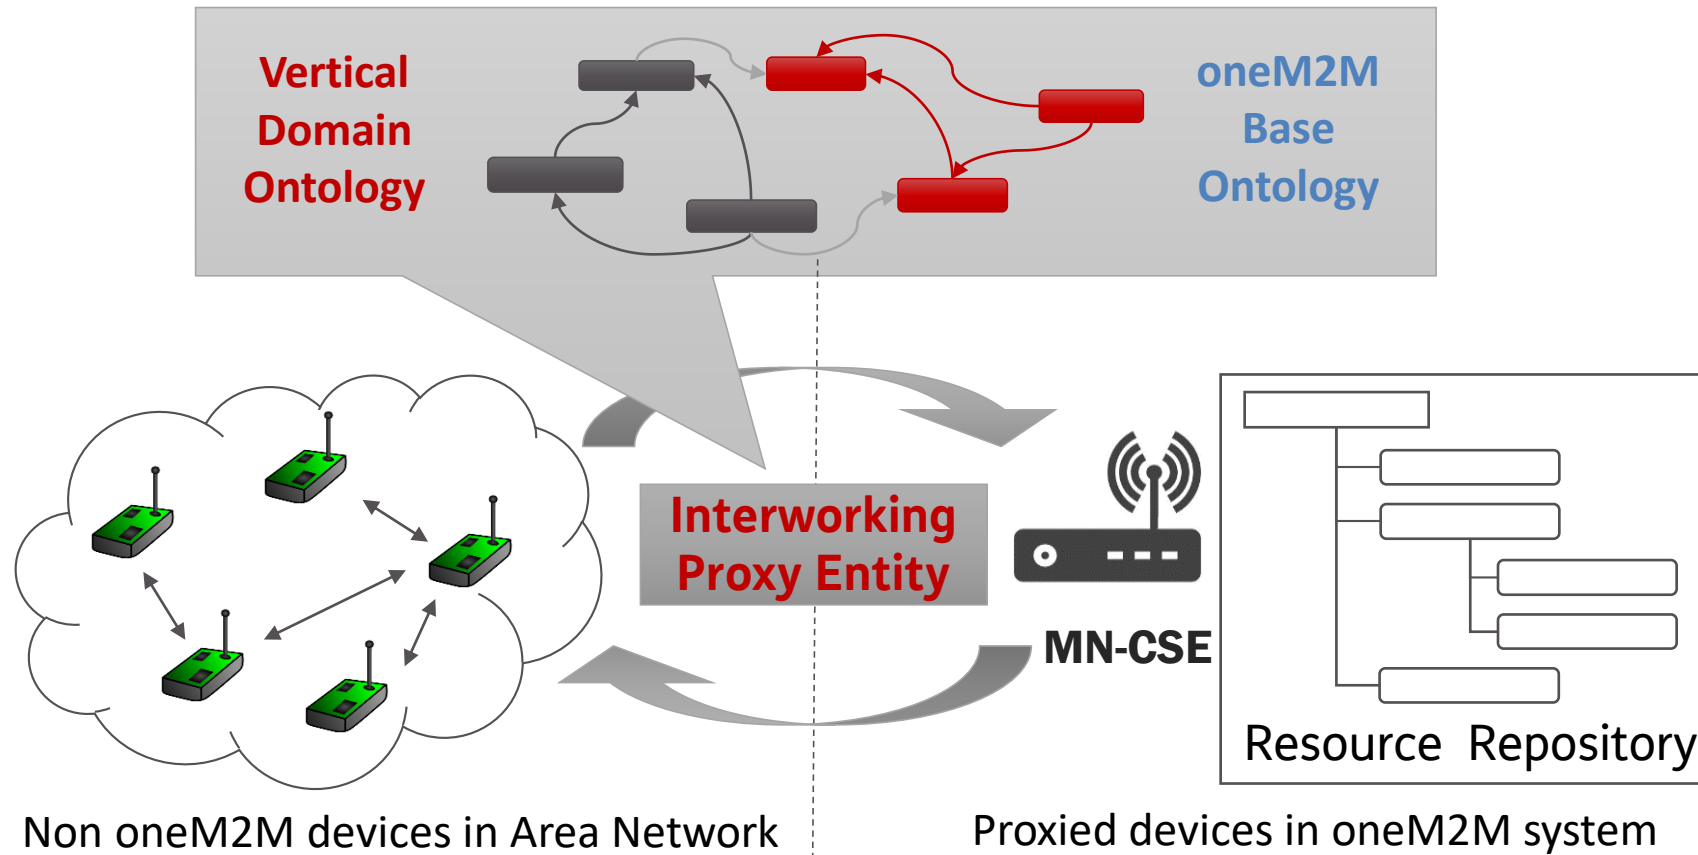 Vertical
Domain
Ontology
oneM2M
Base
Ontology
Interworking
Proxy Entity
MN-CSE
Resource Repository
Non oneM2M devices in Area Network
Proxied devices in oneM2M system